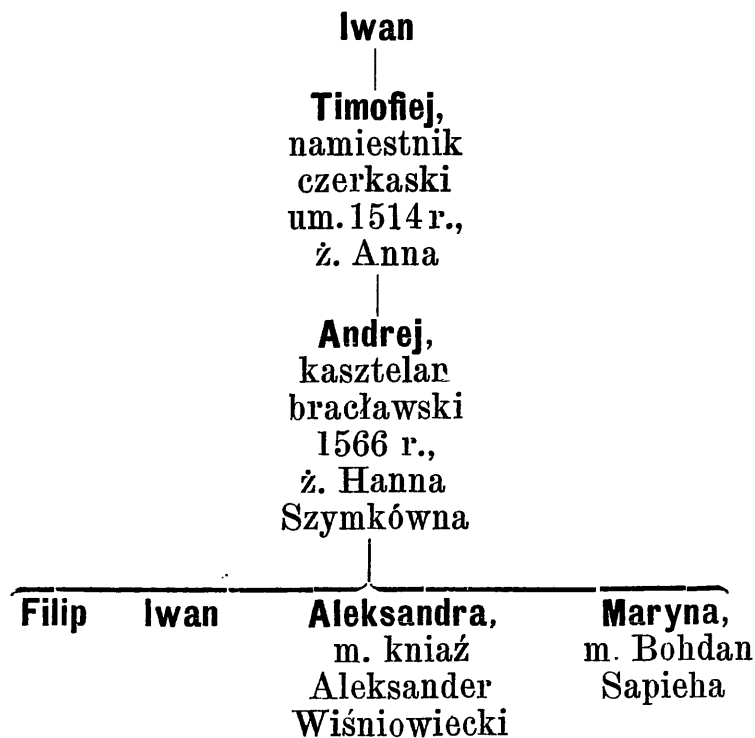 Iwan
Timofiej,
namiestnik
czerkaski
um. 1514 r.,
ż. Anna
Andrej,
kasztelan
bracławski
1566 r.,
ż. Hanna
Szymkówna
Filip Iwan Aleksandra, Maryna,
m. kniaź m. Bohdan
Aleksander Sapieha
Wiśniowiecki